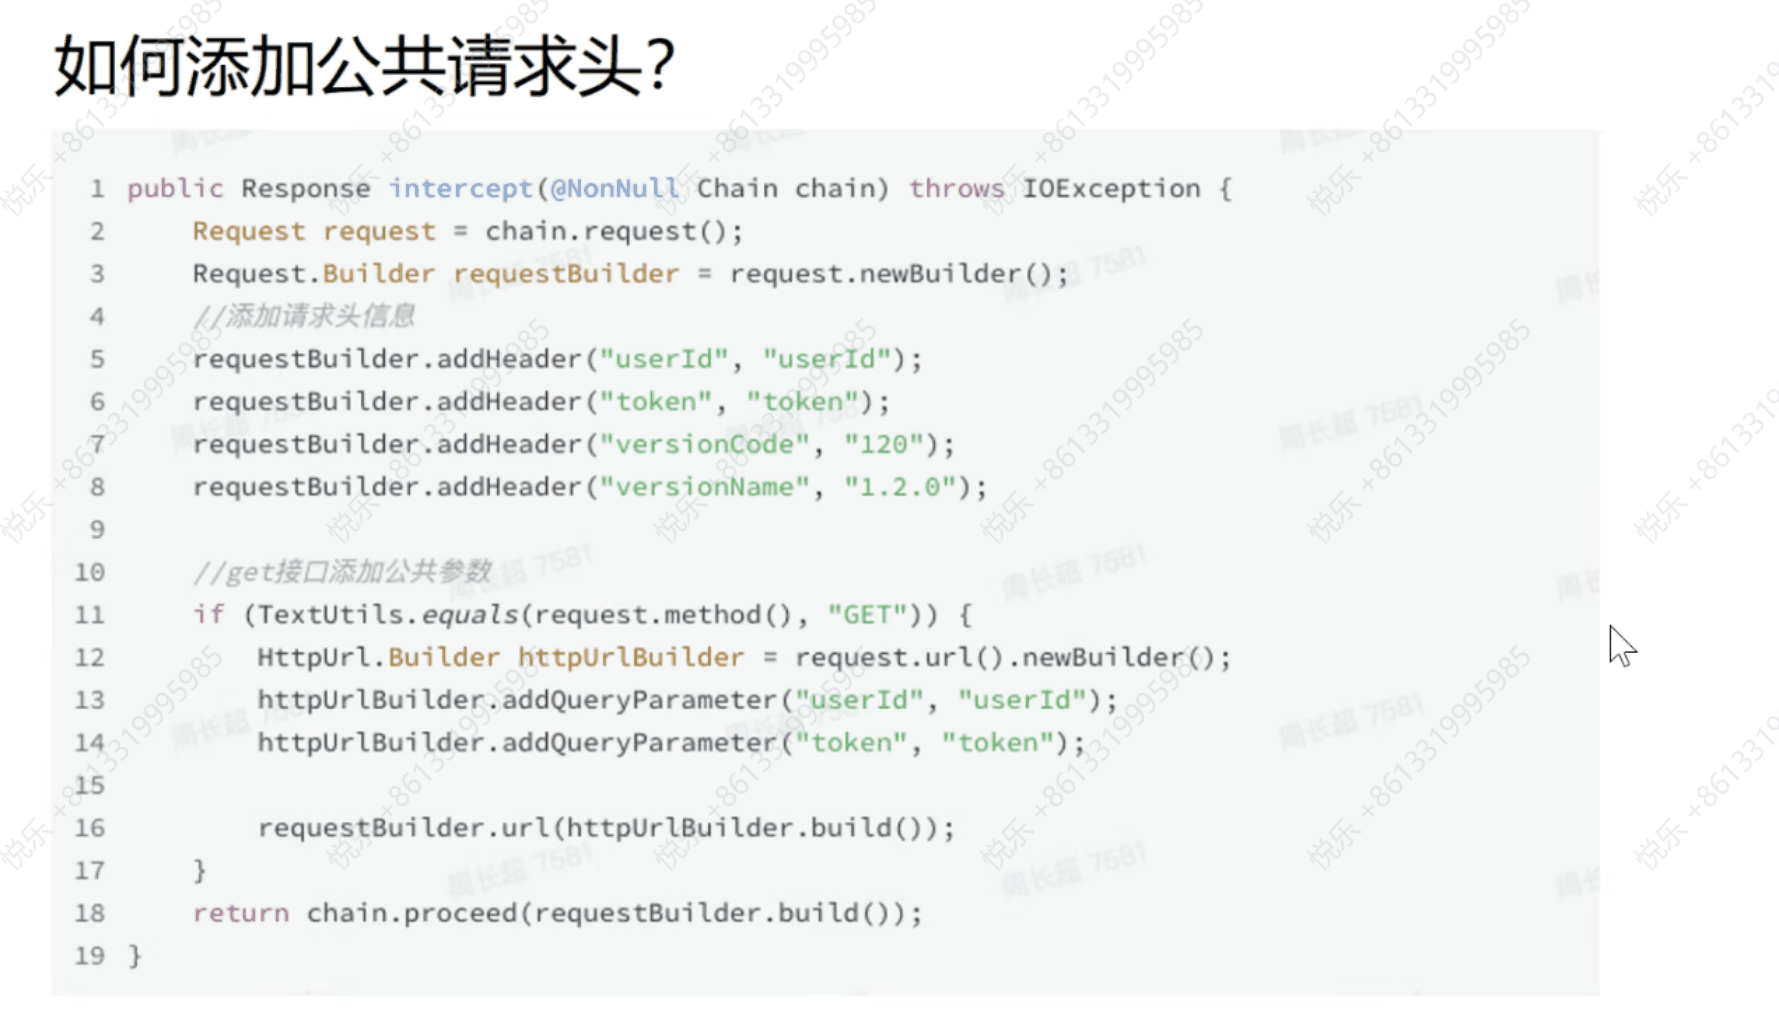 如何添加公共请求头?
1 public Response intercept(@NonNull Chain chain) throws IOException {
2 Request request = chain.request();
3 Request.Builder requestBuilder = request.newBuilder();
4 //添加请求头信息
5 requestBuilder.addHeader("userId", "userId");
6 requestBuilder.addHeader("token", "token");
7 requestBuilder.addHeader("versionCode", "120");
8 requestBuilder.addHeader("versionName", "1.2.0");
9
10 //get接口添加公共参数
11 if (TextUtils.equals(request.method(), "GET")) {
12 HttpUrl.Builder httpUrlBuilder = request.url().newBuilder();
13 httpUrlBuilder.addQueryParameter("userId", "userId");
14 httpUrlBuilder.addQueryParameter("token", "token");
15
16 requestBuilder.url(httpUrlBuilder.build());
17 }
18 return chain.proceed(requestBuilder.build());
19 }
悦乐 +8613319995985
周长超 7581